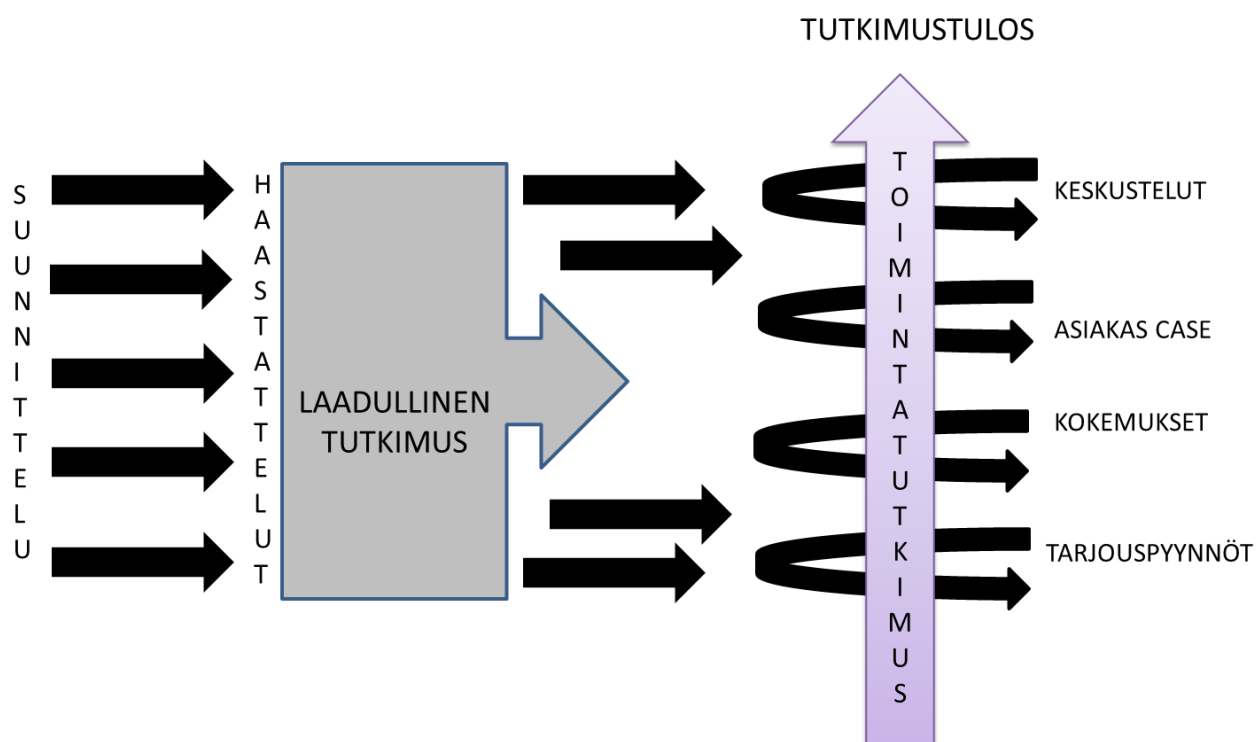 TUTKIMUSTULOS
SUUNNITTELU
HAASTATTELUT
LAADULLINEN
TUTKIMUS
TOIMINTATUTKIMUS
KESKUSTELUT
ASIAKAS CASE
KOKEMUKSET
TARJOUSPYYNNÖT